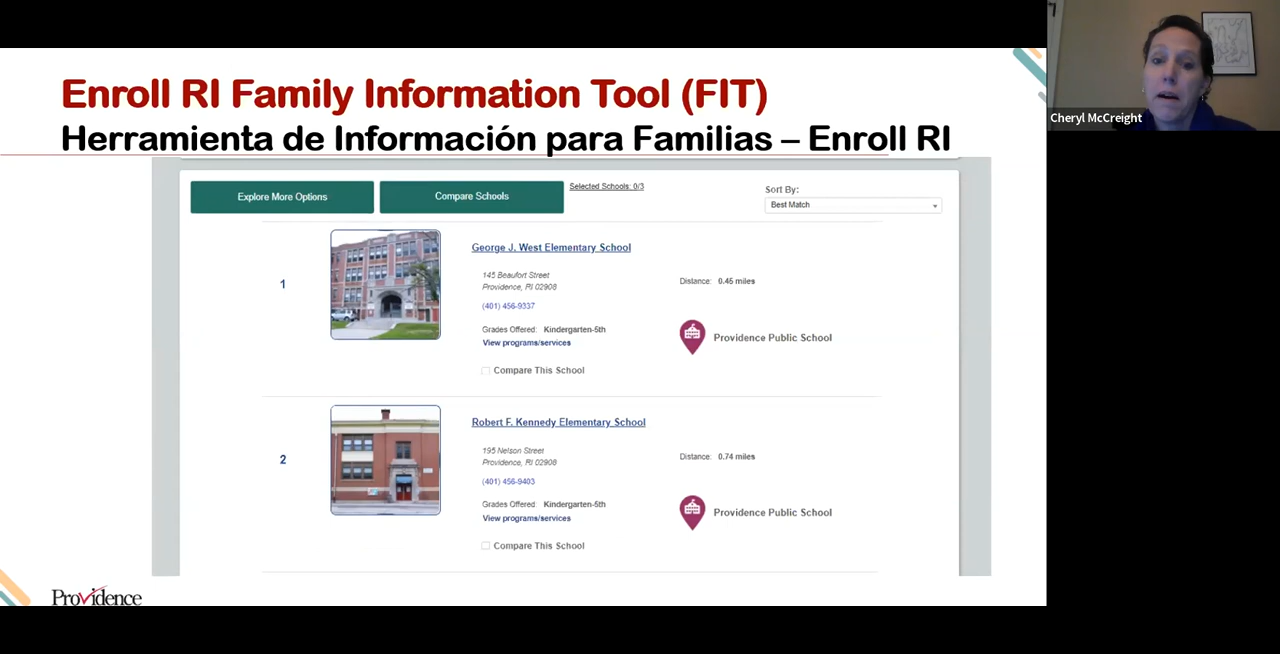 Enroll RI Family Information Tool (FIT)
Herramienta de Información para Familias – Enroll RI
Explore More Options
Compare Schools
Selected Schools: 0/3
Sort By:
Best Match
1
George J. West Elementary School
145 Beaufort Street
Providence, RI 02908
(401) 456-9337
Grades Offered: Kindergarten-5th
View programs/services
Compare This School
Distance: 0.45 miles
Providence Public School
2
Robert F. Kennedy Elementary School
195 Nelson Street
Providence, RI 02908
(401) 456-9403
Grades Offered: Kindergarten-5th
View programs/services
Compare This School
Distance: 0.74 miles
Providence Public School
Providence
Cheryl McCreight